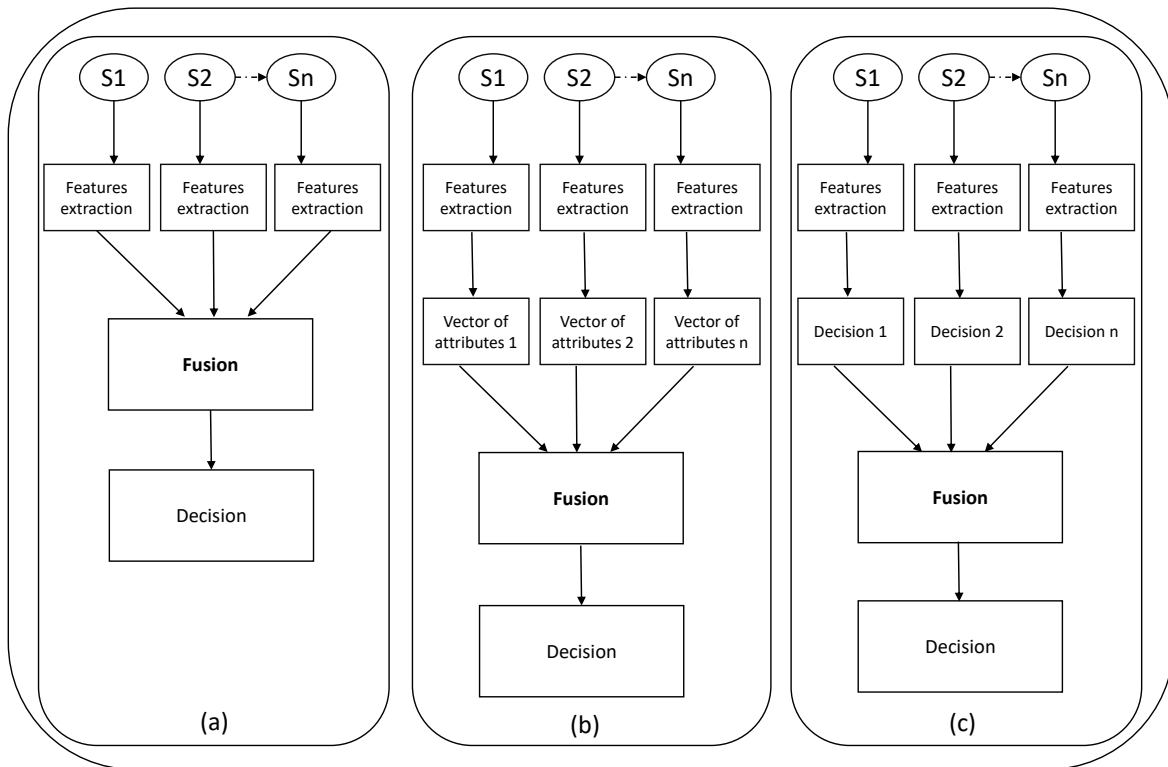 S1
S2
Sn
Features
extraction
Features
extraction
Features
extraction
Fusion
Decision
(a)
S1
S2
Sn
Features
extraction
Features
extraction
Features
extraction
Vector of
attributes 1
Vector of
attributes 2
Vector of
attributes n
Fusion
Decision
(b)
S1
S2
Sn
Features
extraction
Features
extraction
Features
extraction
Decision 1
Decision 2
Decision n
Fusion
Decision
(c)